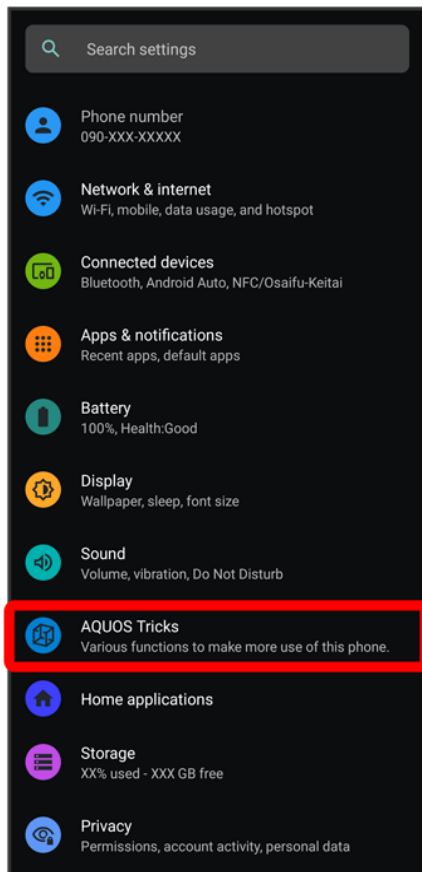 Search settings
Phone number
090-XXX-XXXXX
Network & internet
Wi-Fi, mobile, data usage, and hotspot
Connected devices
Bluetooth, Android Auto, NFC/Osaifu-Keitai
Apps & notifications
Recent apps, default apps
Battery
100%, Health:Good
Display
Wallpaper, sleep, font size
Sound
Volume, vibration, Do Not Disturb
AQUOS Tricks
Various functions to make more use of this phone.
Home applications
Storage
XX% used - XXX GB free
Privacy
Permissions, account activity, personal data